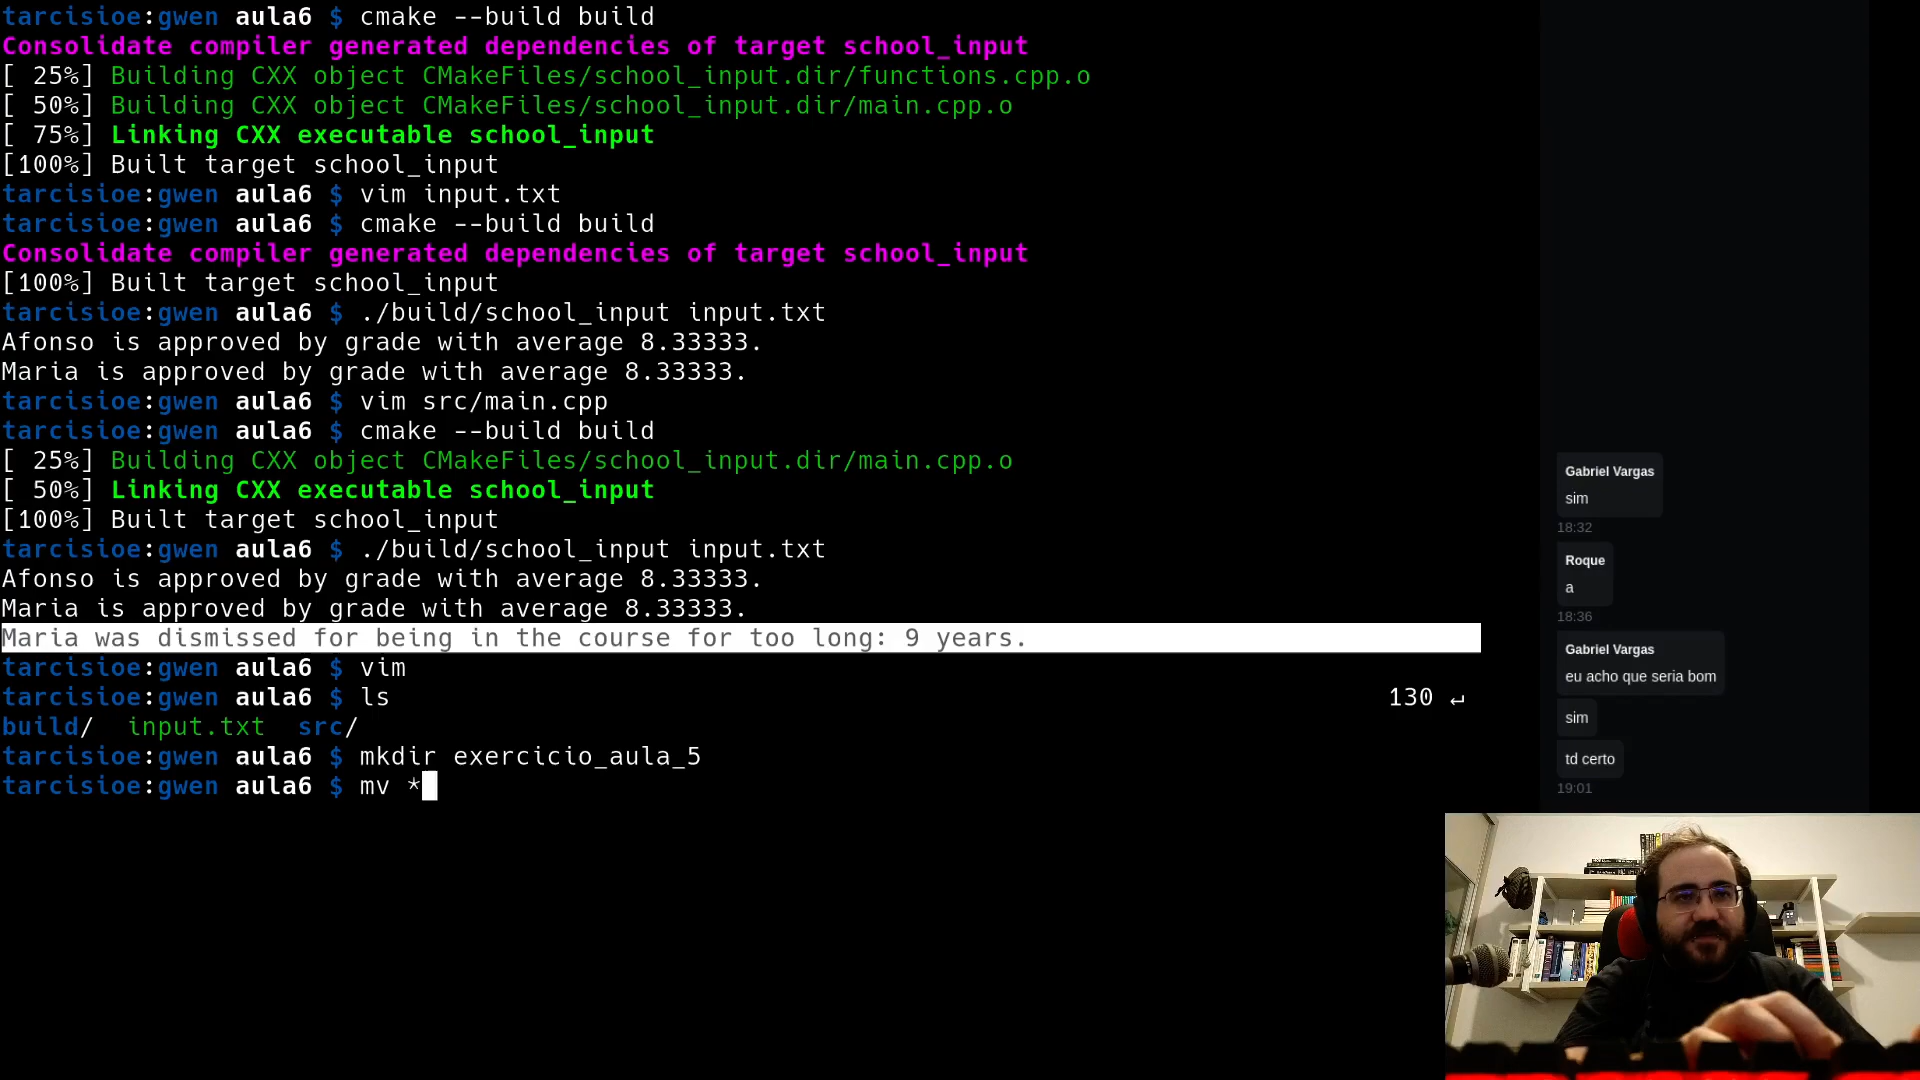 tarcisioe:gwen aula6 $ cmake --build build
Consolidate compiler generated dependencies of target school_input
[ 25%] Building CXX object CMakeFiles/school_input.dir/functions.cpp.o
[ 50%] Building CXX object CMakeFiles/school_input.dir/main.cpp.o
[ 75%] Linking CXX executable school_input
[100%] Built target school_input
tarcisioe:gwen aula6 $ vim input.txt
tarcisioe:gwen aula6 $ cmake --build build
Consolidate compiler generated dependencies of target school_input
[100%] Built target school_input
tarcisioe:gwen aula6 $ ./build/school_input input.txt
Afonso is approved by grade with average 8.33333.
Maria is approved by grade with average 8.33333.
tarcisioe:gwen aula6 $ vim src/main.cpp
tarcisioe:gwen aula6 $ cmake --build build
[ 25%] Building CXX object CMakeFiles/school_input.dir/main.cpp.o
[ 50%] Linking CXX executable school_input
[100%] Built target school_input
tarcisioe:gwen aula6 $ ./build/school_input input.txt
Afonso is approved by grade with average 8.33333.
Maria is approved by grade with average 8.33333.
Maria was dismissed for being in the course for too long: 9 years.
tarcisioe:gwen aula6 $ vim
tarcisioe:gwen aula6 $ ls 130 ↵
build/ input.txt src/
tarcisioe:gwen aula6 $ mkdir exercicio_aula_5
tarcisioe:gwen aula6 $ mv *
Gabriel Vargas
sim
18:32
Roque
a
18:36
Gabriel Vargas
eu acho que seria bom
sim
td certo
19:01